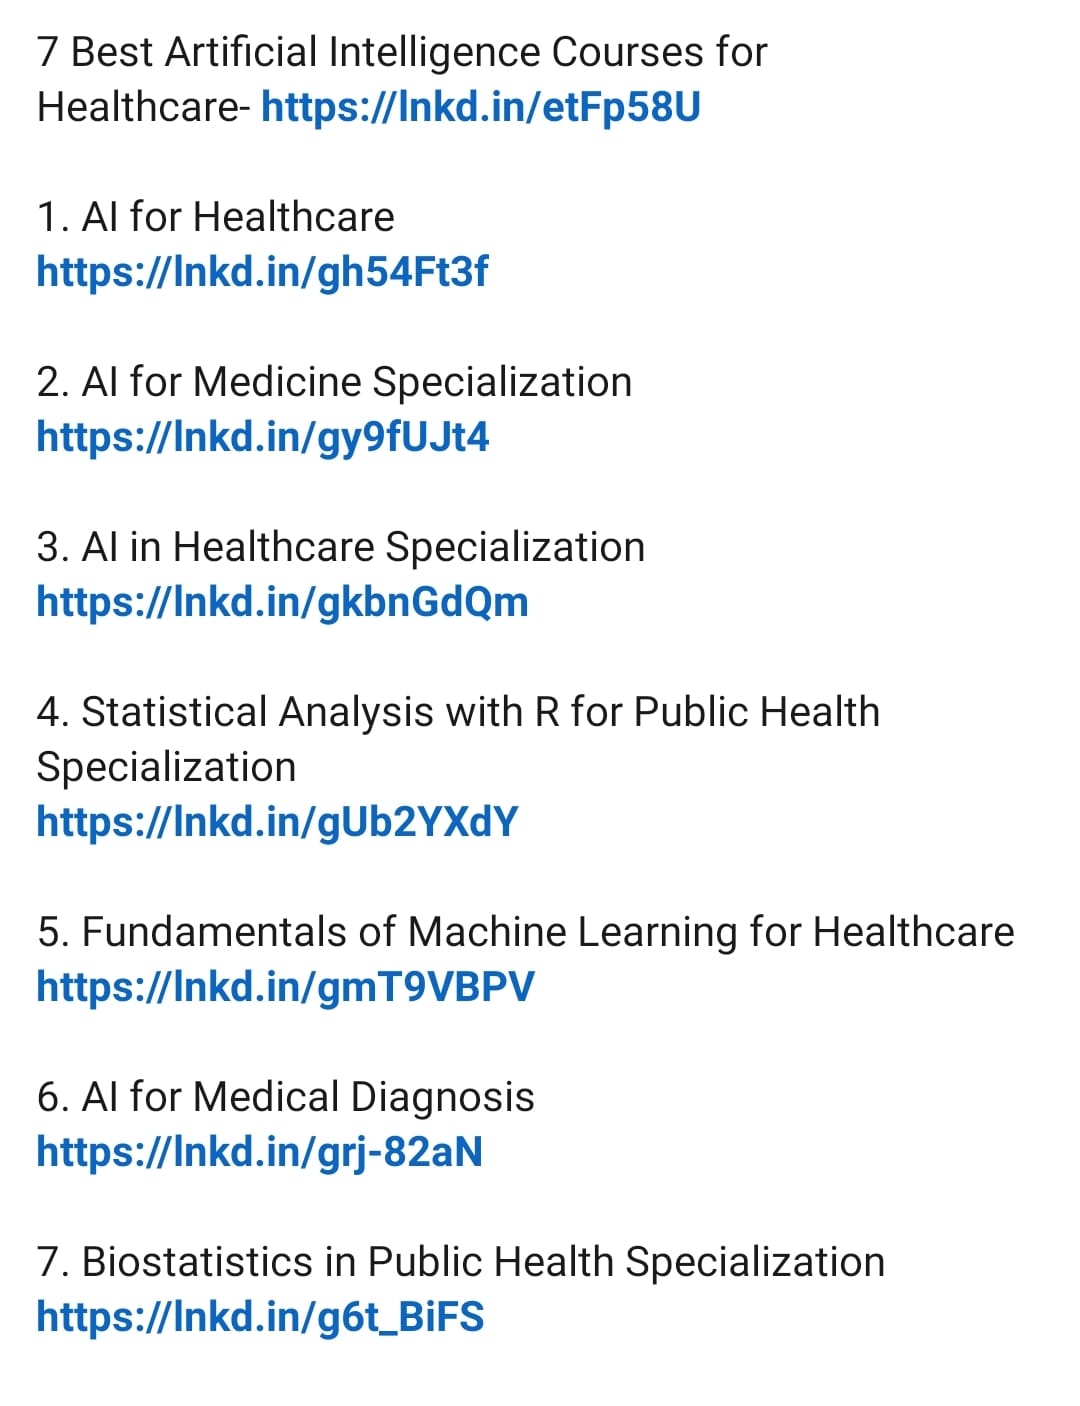 7 Best Artificial Intelligence Courses for
Healthcare- https://lnkd.in/etFp58U
1. AI for Healthcare
https://lnkd.in/gh54Ft3f
2. AI for Medicine Specialization
https://lnkd.in/gy9fUJt4
3. AI in Healthcare Specialization
https://lnkd.in/gkbnGdQm
4. Statistical Analysis with R for Public Health
Specialization
https://lnkd.in/gUb2YXdY
5. Fundamentals of Machine Learning for Healthcare
https://lnkd.in/gmT9VBPV
6. AI for Medical Diagnosis
https://lnkd.in/grj-82aN
7. Biostatistics in Public Health Specialization
https://lnkd.in/g6t_BiFS